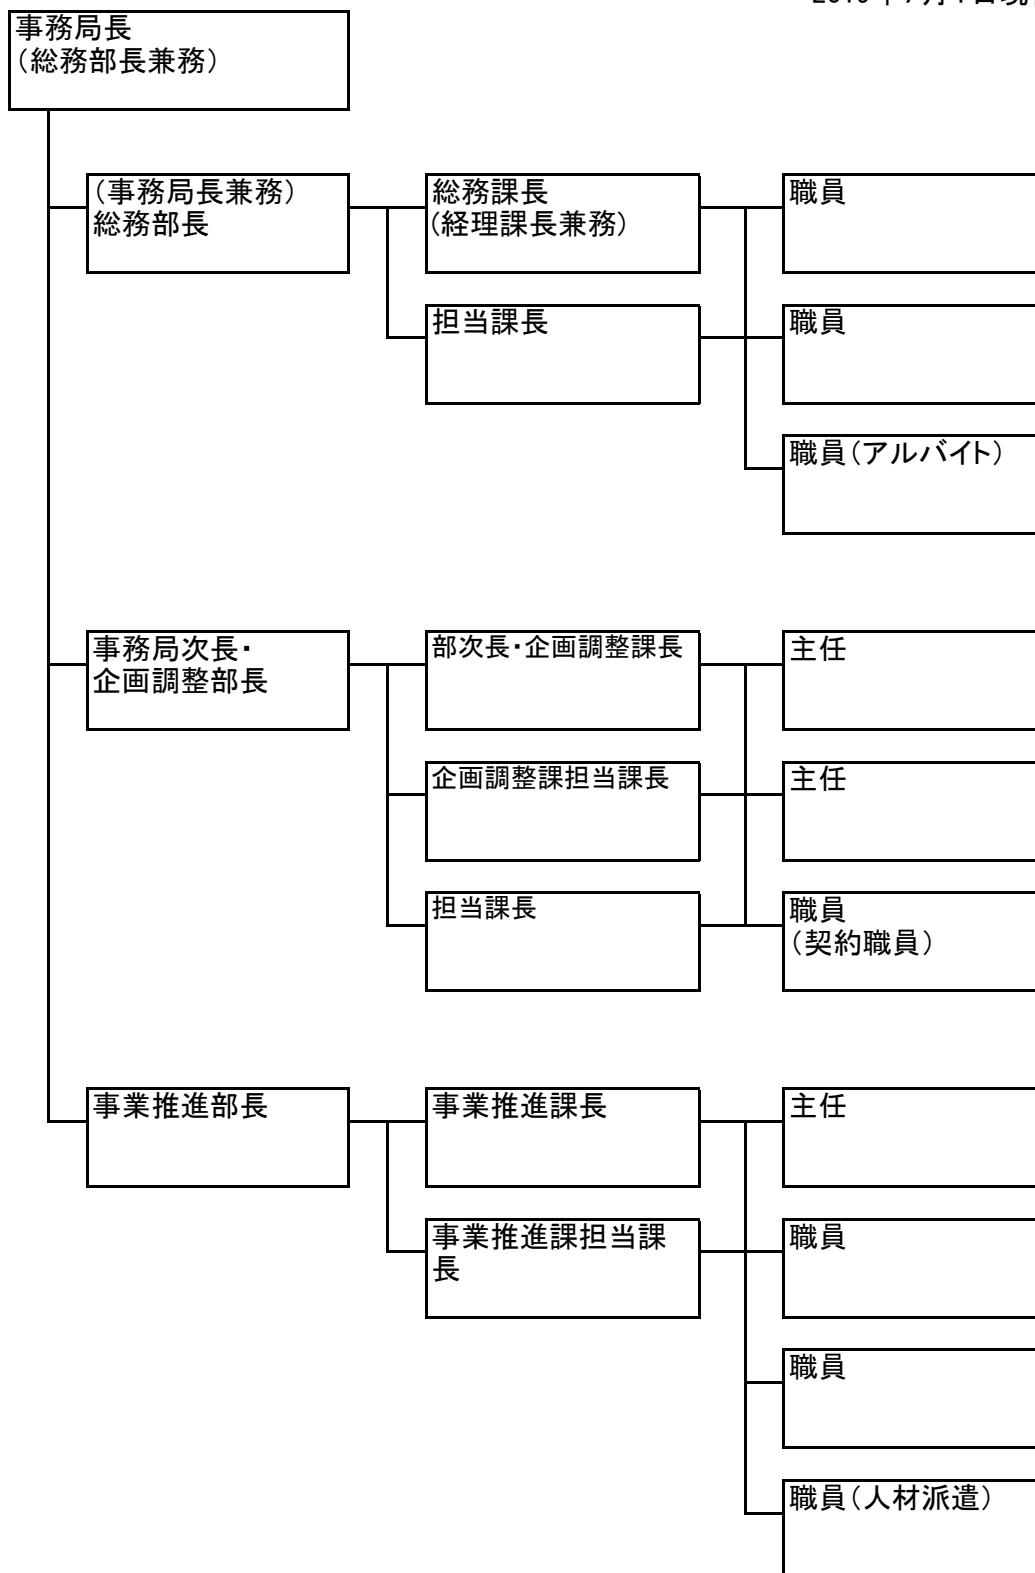 事務局長
(総務部長兼務)
(事務局長兼務)
総務部長
総務課長
(経理課長兼務)
職員
担当課長
職員
職員(アルバイト)
事務局次長・
企画調整部長
部次長・企画調整課長
主任
企画調整課担当課長
主任
担当課長
職員
(契約職員)
事業推進部長
事業推進課長
主任
事業推進課担当課
長
職員
職員
職員(人材派遣)